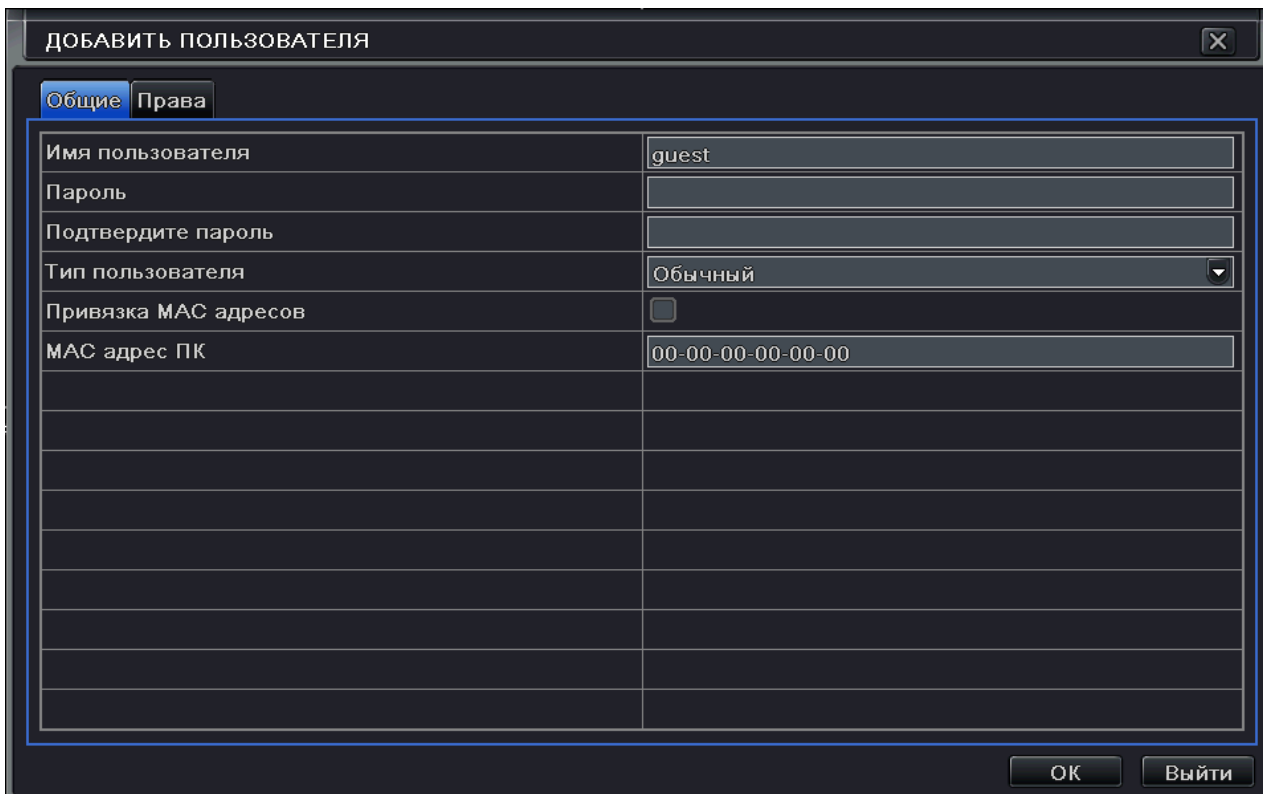 ДОБАВИТЬ ПОЛЬЗОВАТЕЛЯ
Общие Права
Имя пользователя guest
Пароль
Подтвердите пароль
Тип пользователя Обычный
Привязка MAC адресов
MAC адрес ПК 00-00-00-00-00-00
ОК Выйти